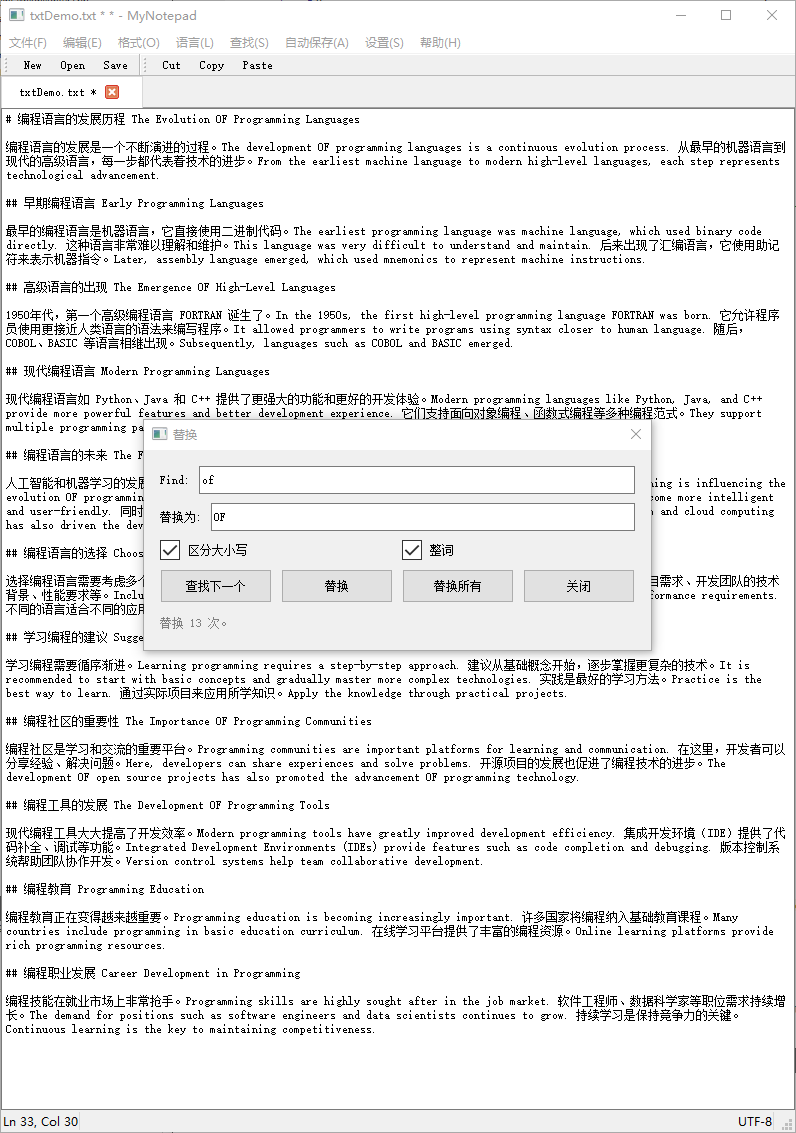 txtDemo.txt * * - MyNotepad
文件(F) 编辑(E) 格式(O) 语言(L) 查找(S) 自动保存(A) 设置(S) 帮助(H)
New Open Save Cut Copy Paste
txtDemo.txt *
# 编程语言的发展历程 The Evolution OF Programming Languages
编程语言的发展是一个不断演进的过程。The development OF programming languages is a continuous evolution process. 从最早的机器语言到
现代的高级语言，每一步都代表着技术的进步。From the earliest machine language to modern high-level languages, each step represents
technological advancement.
## 早期编程语言 Early Programming Languages
最早的编程语言是机器语言，它直接使用二进制代码。The earliest programming language was machine language, which used binary code
directly. 这种语言非常难以理解和维护。This language was very difficult to understand and maintain. 后来出现了汇编语言，它使用助记
符来表示机器指令。Later, assembly language emerged, which used mnemonics to represent machine instructions.
## 高级语言的出现 The Emergence OF High-Level Languages
1950年代，第一个高级编程语言 FORTRAN 诞生了。In the 1950s, the first high-level programming language FORTRAN was born. 它允许程序
员使用更接近人类语言的语法来编写程序。It allowed programmers to write programs using syntax closer to human language. 随后，
COBOL、BASIC 等语言相继出现。Subsequently, languages such as COBOL and BASIC emerged.
## 现代编程语言 Modern Programming Languages
现代编程语言如 Python、Java 和 C++ 提供了更强大的功能和更好的开发体验。Modern programming languages like Python, Java, and C++
provide more powerful features and better development experience. 它们支持面向对象编程、函数式编程等多种编程范式。They support
multiple programming pa
## 编程语言的未来 The F
人工智能和机器学习的发展 ning is influencing the
evolution OF programmin ome more intelligent
and user-friendly. 同时 and cloud computing
has also driven the dev
## 编程语言的选择 Choos
选择编程语言需要考虑多个 目需求、开发团队的技术
背景、性能要求等。Inclu formance requirements.
不同的语言适合不同的应用
## 学习编程的建议 Sugge
替换
Find: of
替换为: OF
区分大小写 整词
查找下一个 替换 替换所有 关闭
替换 13 次。
学习编程需要循序渐进。Learning programming requires a step-by-step approach. 建议从基础概念开始，逐步掌握更复杂的技术。It is
recommended to start with basic concepts and gradually master more complex technologies. 实践是最好的学习方法。Practice is the
best way to learn. 通过实际项目来应用所学知识。Apply the knowledge through practical projects.
## 编程社区的重要性 The Importance OF Programming Communities
编程社区是学习和交流的重要平台。Programming communities are important platforms for learning and communication. 在这里，开发者可以
分享经验、解决问题。Here, developers can share experiences and solve problems. 开源项目的发展也促进了编程技术的进步。The
development OF open source projects has also promoted the advancement OF programming technology.
## 编程工具的发展 The Development OF Programming Tools
现代编程工具大大提高了开发效率。Modern programming tools have greatly improved development efficiency. 集成开发环境（IDE）提供了代
码补全、调试等功能。Integrated Development Environments (IDEs) provide features such as code completion and debugging. 版本控制系
统帮助团队协作开发。Version control systems help team collaborative development.
## 编程教育 Programming Education
编程教育正在变得越来越重要。Programming education is becoming increasingly important. 许多国家将编程纳入基础教育课程。Many
countries include programming in basic education curriculum. 在线学习平台提供了丰富的编程资源。Online learning platforms provide
rich programming resources.
## 编程职业发展 Career Development in Programming
编程技能在就业市场上非常抢手。Programming skills are highly sought after in the job market. 软件工程师、数据科学家等职位需求持续增
长。The demand for positions such as software engineers and data scientists continues to grow. 持续学习是保持竞争力的关键。
Continuous learning is the key to maintaining competitiveness.
Ln 33, Col 30 UTF-8